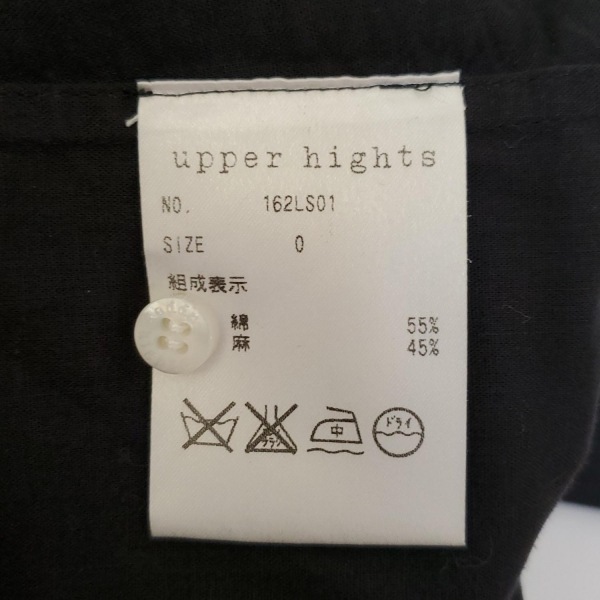 upper hights
NO. 162LS01
SIZE 0
組成表示
綿 55%
麻 45%
中
ドライ